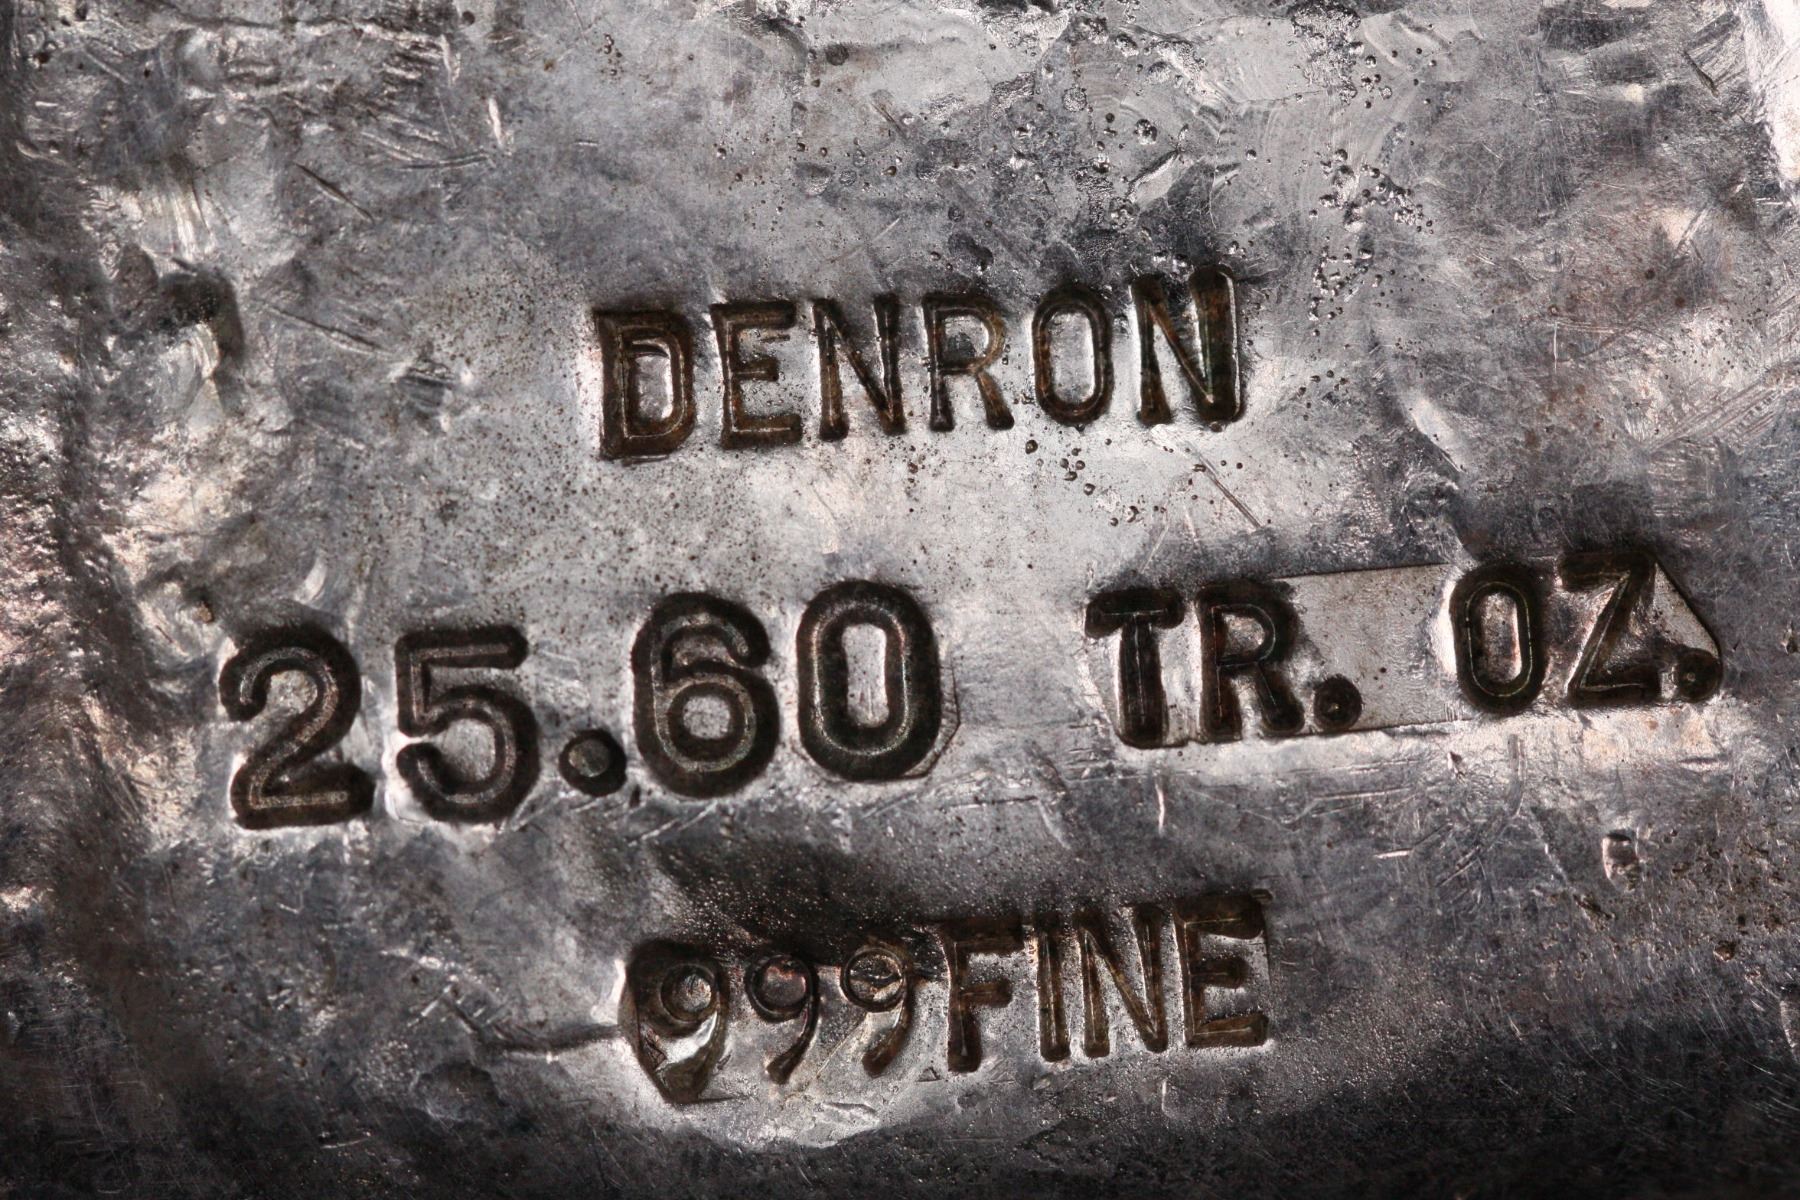 DENRON
25.60 TR. OZ.
999 FINE